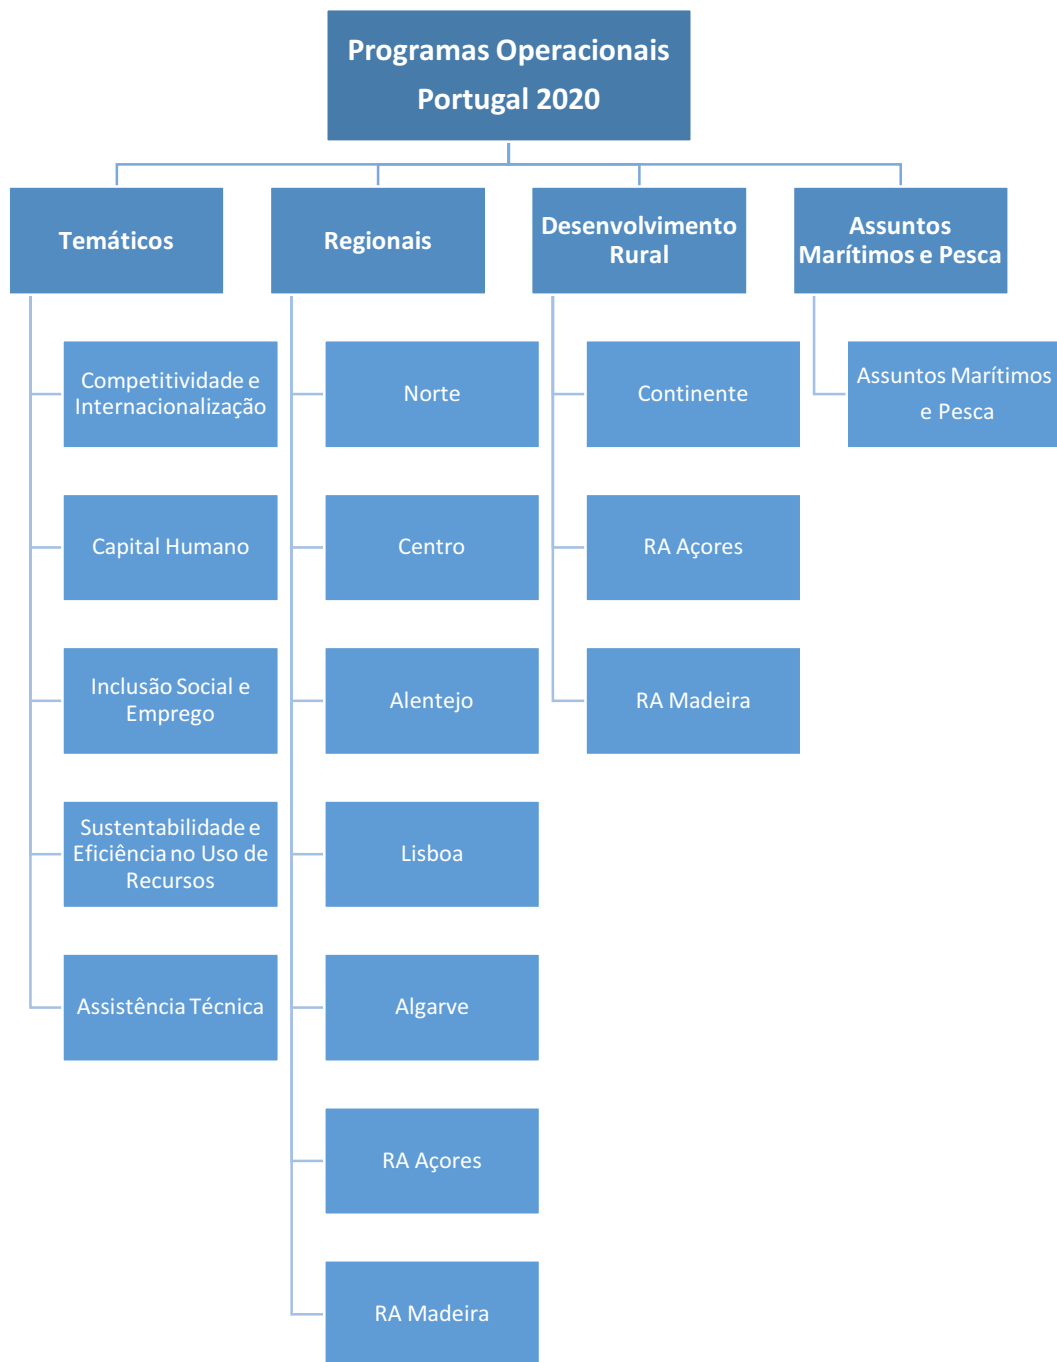 Programas Operacionais
Portugal 2020
Temáticos
Regionais
Desenvolvimento
Rural
Assuntos
Marítimos e Pesca
Competitividade e
Internacionalização
Norte
Continente
Assuntos Marítimos
e Pesca
Capital Humano
Centro
RA Açores
Inclusão Social e
Emprego
Alentejo
RA Madeira
Sustentabilidade e
Eficiência no Uso de
Recursos
Lisboa
Assistência Técnica
Algarve
RA Açores
RA Madeira